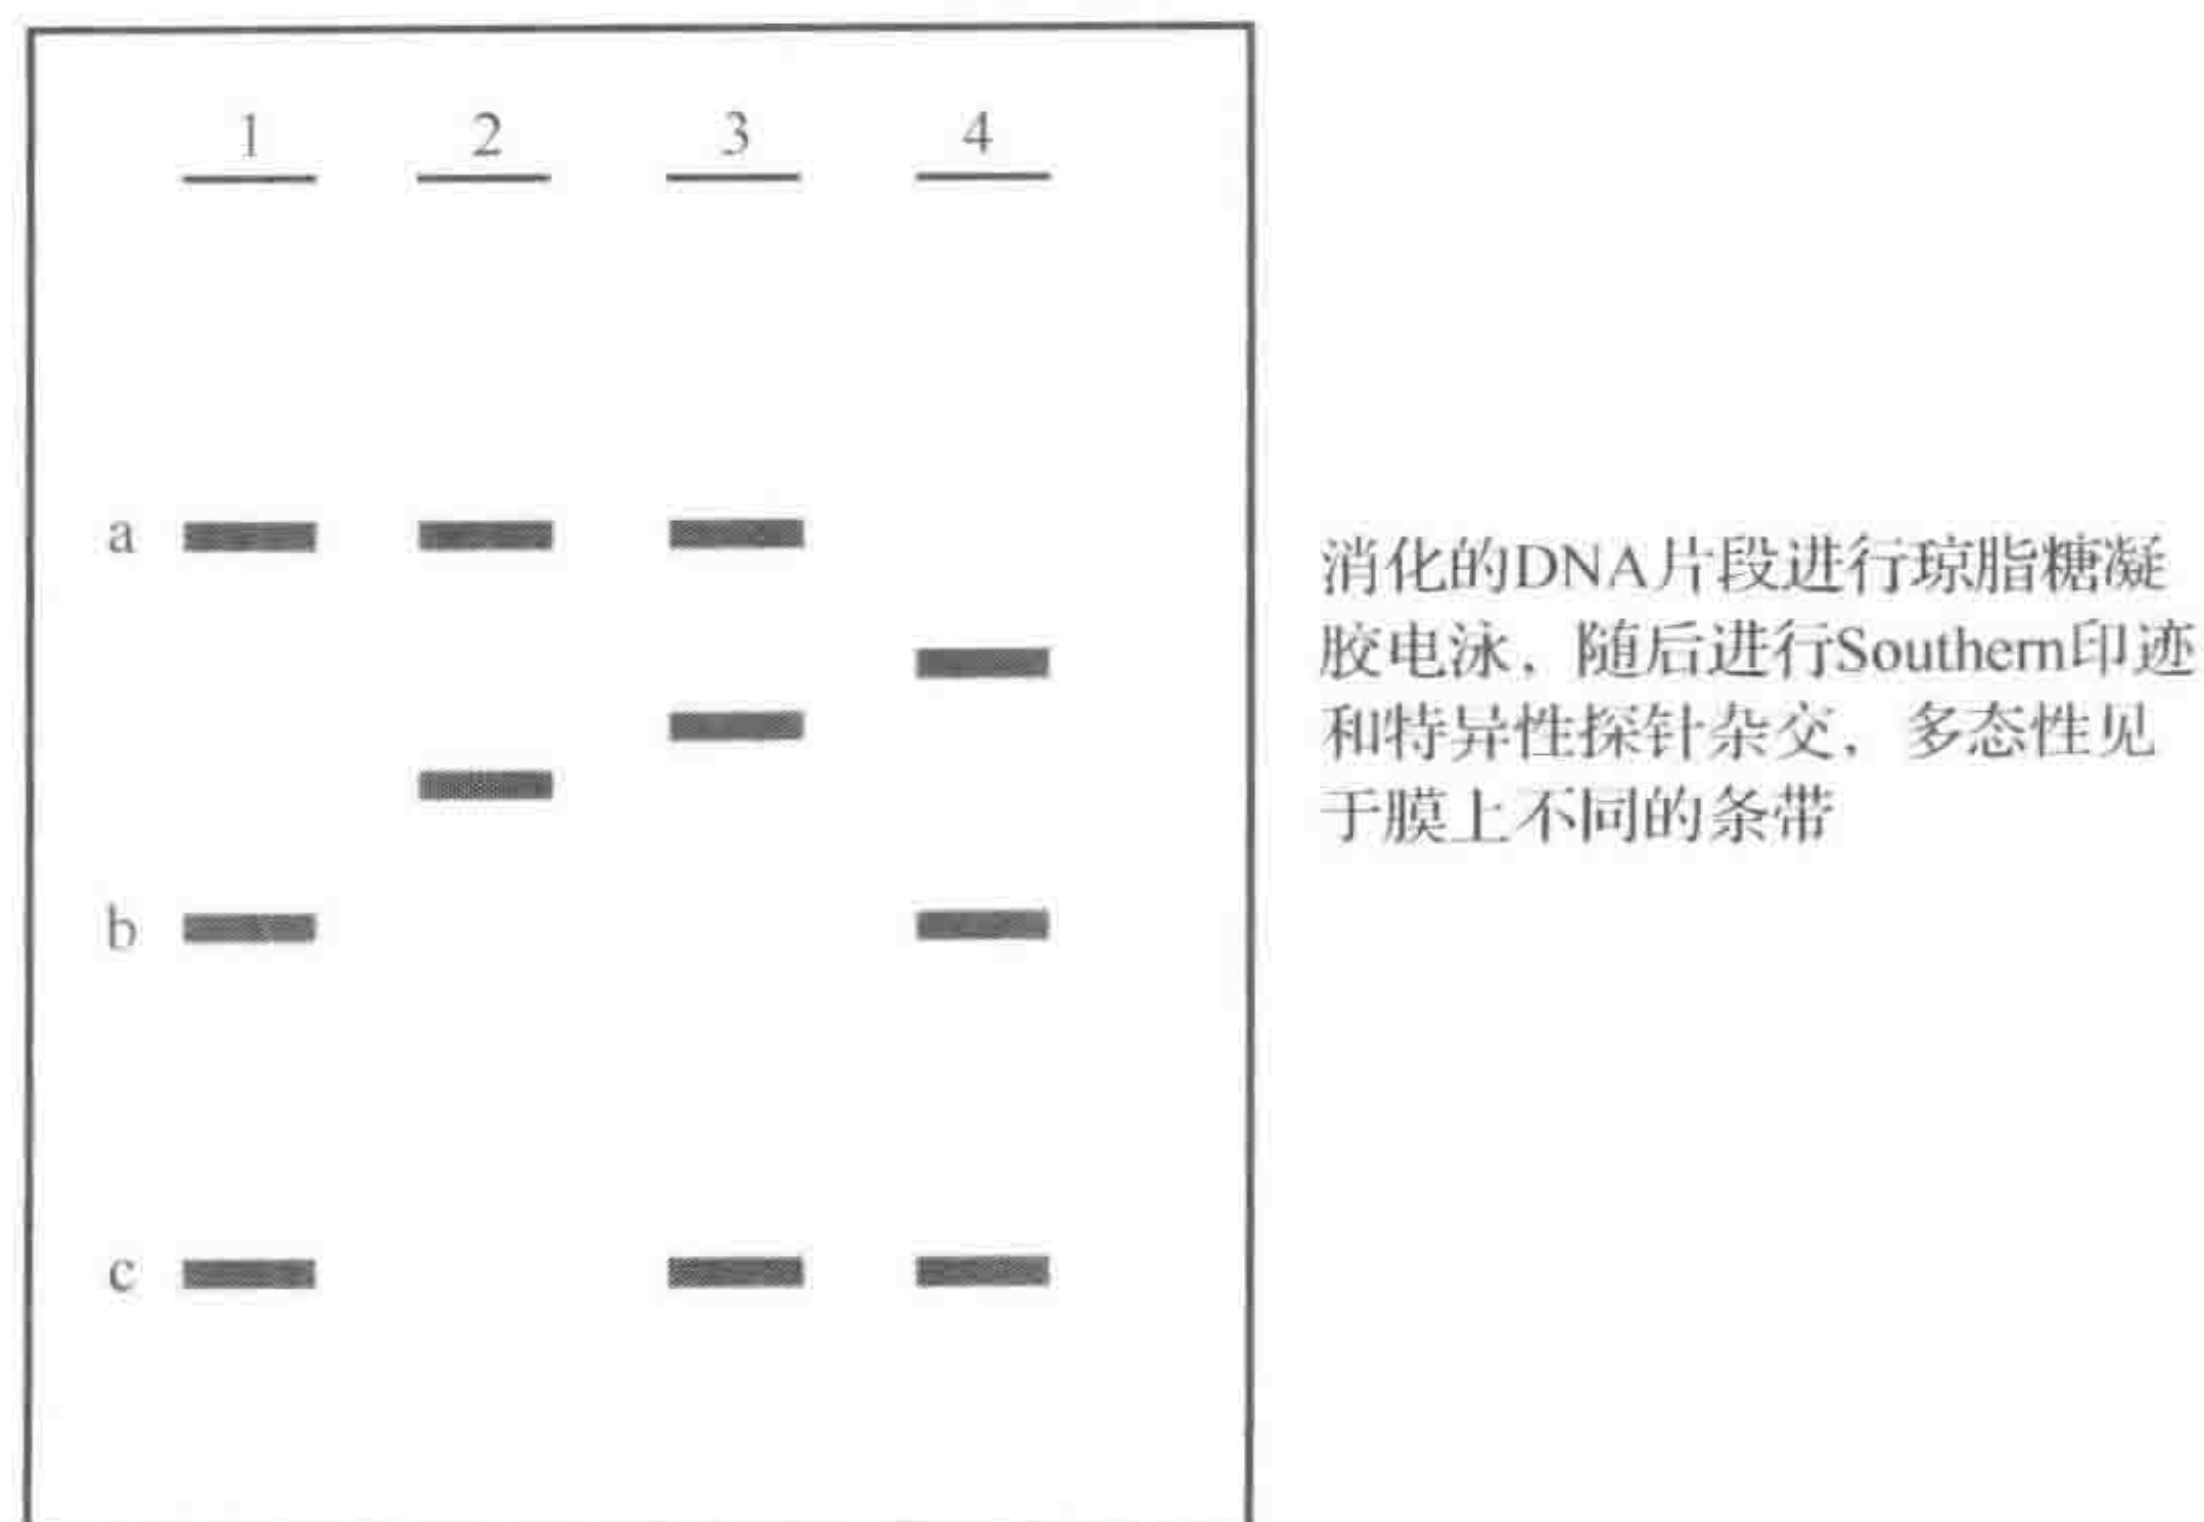 1 2 3 4
a
b
c
消化的DNA片段进行琼脂糖凝
胶电泳，随后进行Southern印迹
和特异性探针杂交，多态性见
于膜上不同的条带